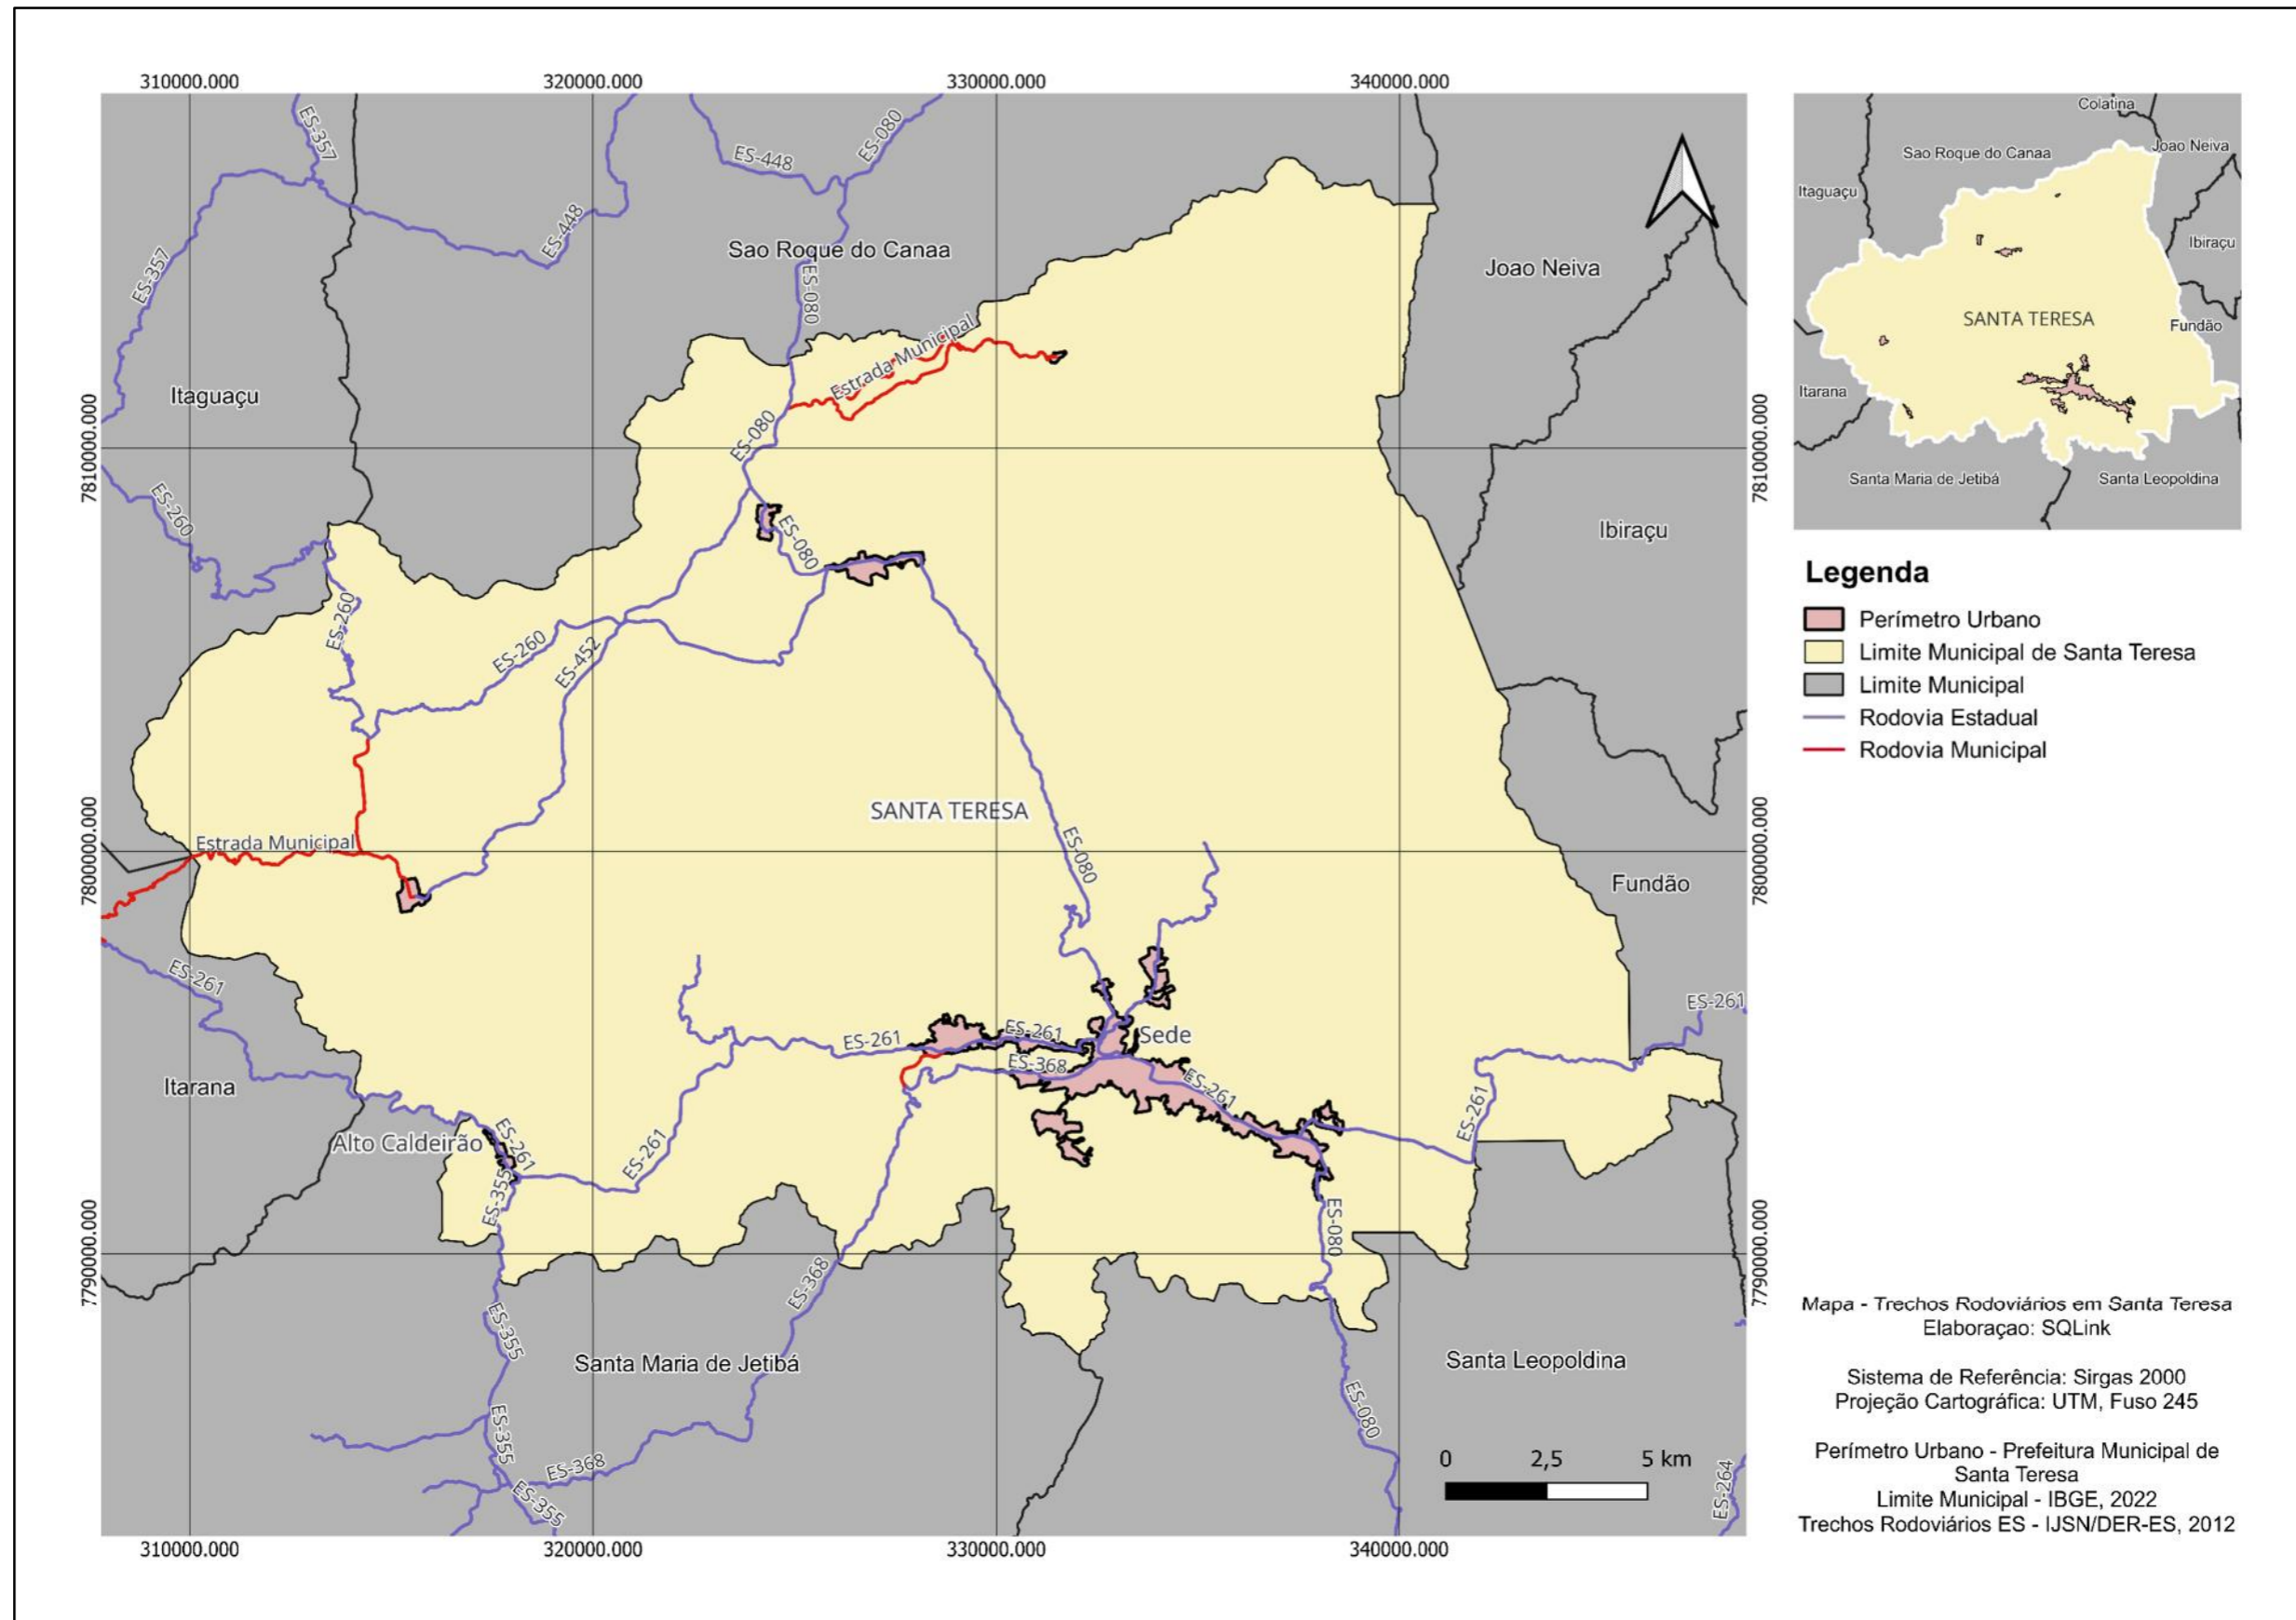 310000.000 320000.000 330000.000 340000.000
ES-357
ES-448
ES-080
ES-448
ES-357
Sao Roque do Canaa
ES-080
Joao Neiva
Estrada Municipal
Itaguaçu
ES-080
7810000.000
7810000.000
ES-260
ES-080
Ibiraçu
ES-260
ES-260
ES-452
SANTA TERESA
Estrada Municipal
ES-080
7800000.000
7800000.000
Fundão
ES-261
ES-261
ES-261
ES-261
Sede
ES-368
ES-261
ES-261
Itarana
Alto Caldeirão
ES-261
ES-261
ES-355
ES-080
7790000.000
7790000.000
ES-368
ES-355
Santa Maria de Jetibá
Santa Leopoldina
ES-080
ES-355
ES-368
ES-355
0 2,5 5 km
ES-264
310000.000 320000.000 330000.000 340000.000
Colatina
Joao Neiva
Sao Roque do Canaa
Itaguaçu
Ibiraçu
SANTA TERESA
Fundão
Itarana
Santa Maria de Jetibá
Santa Leopoldina
Legenda
Perímetro Urbano
Limite Municipal de Santa Teresa
Limite Municipal
Rodovia Estadual
Rodovia Municipal
Mapa - Trechos Rodoviários em Santa Teresa
Elaboraçao: SQLink
Sistema de Referência: Sirgas 2000
Projeção Cartográfica: UTM, Fuso 245
Perímetro Urbano - Prefeitura Municipal de
Santa Teresa
Limite Municipal - IBGE, 2022
Trechos Rodoviários ES - IJSN/DER-ES, 2012